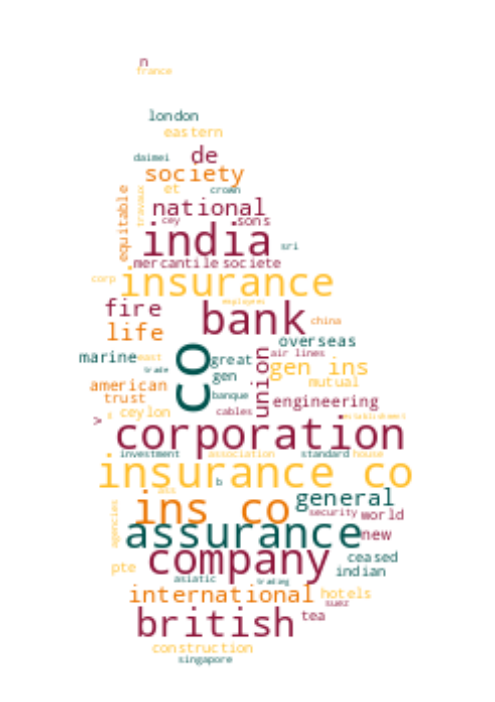 n
france
london
eastern
daimei de
society
equitable travaux et crown
national
cey sons
india sri
mercantile societe
corp insurance
employees
fire bank china
life overseas
marine east co great union air lines
trade gen gen ins
american banque mutual
trust cables engineering
v ceylon establishment
corporation
investment association standard house
insurance co
b
ass
agencies ins co general
security world
assurance new
company ceased
pte indian
asiatic trading
international hotels
suez
british tea
construction
singapore